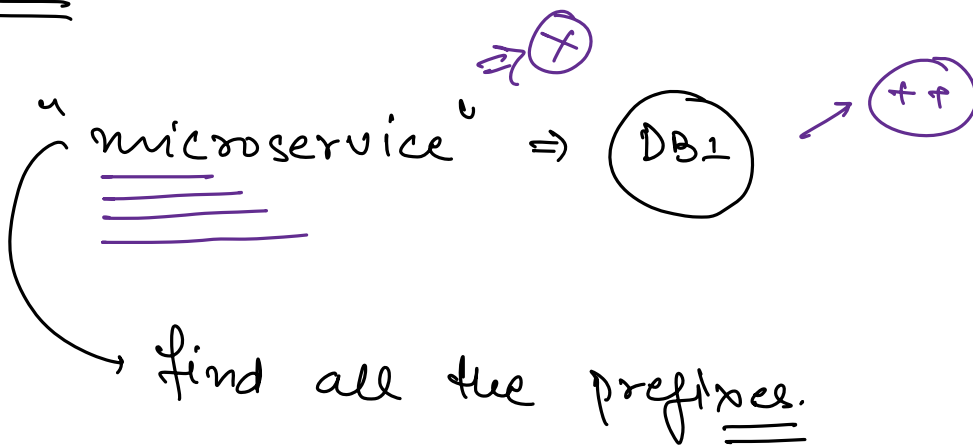 +
"microservice" => DB1 → ++
find all the prefixes.